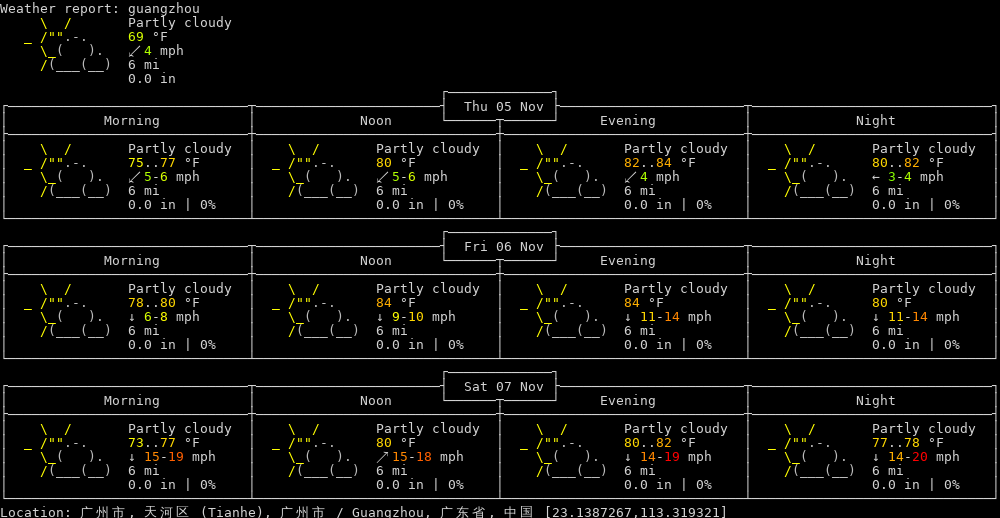 Weather report: guangzhou
Partly cloudy
69 °F
↙ 4 mph
6 mi
0.0 in
Thu 05 Nov
Morning Noon Evening Night
Partly cloudy Partly cloudy Partly cloudy Partly cloudy
75..77 °F 80 °F 82..84 °F 80..82 °F
↙ 5-6 mph ↙ 5-6 mph ↙ 4 mph ← 3-4 mph
6 mi 6 mi 6 mi 6 mi
0.0 in | 0% 0.0 in | 0% 0.0 in | 0% 0.0 in | 0%
Fri 06 Nov
Morning Noon Evening Night
Partly cloudy Partly cloudy Partly cloudy Partly cloudy
78..80 °F 84 °F 84 °F 80 °F
↓ 6-8 mph ↓ 9-10 mph ↓ 11-14 mph ↓ 11-14 mph
6 mi 6 mi 6 mi 6 mi
0.0 in | 0% 0.0 in | 0% 0.0 in | 0% 0.0 in | 0%
Sat 07 Nov
Morning Noon Evening Night
Partly cloudy Partly cloudy Partly cloudy Partly cloudy
73..77 °F 80 °F 80..82 °F 77..78 °F
↓ 15-19 mph ↗ 15-18 mph ↓ 14-19 mph ↓ 14-20 mph
6 mi 6 mi 6 mi 6 mi
0.0 in | 0% 0.0 in | 0% 0.0 in | 0% 0.0 in | 0%
Location: 广州市, 天河区 (Tianhe), 广州市 / Guangzhou, 广东省, 中国 [23.1387267,113.319321]